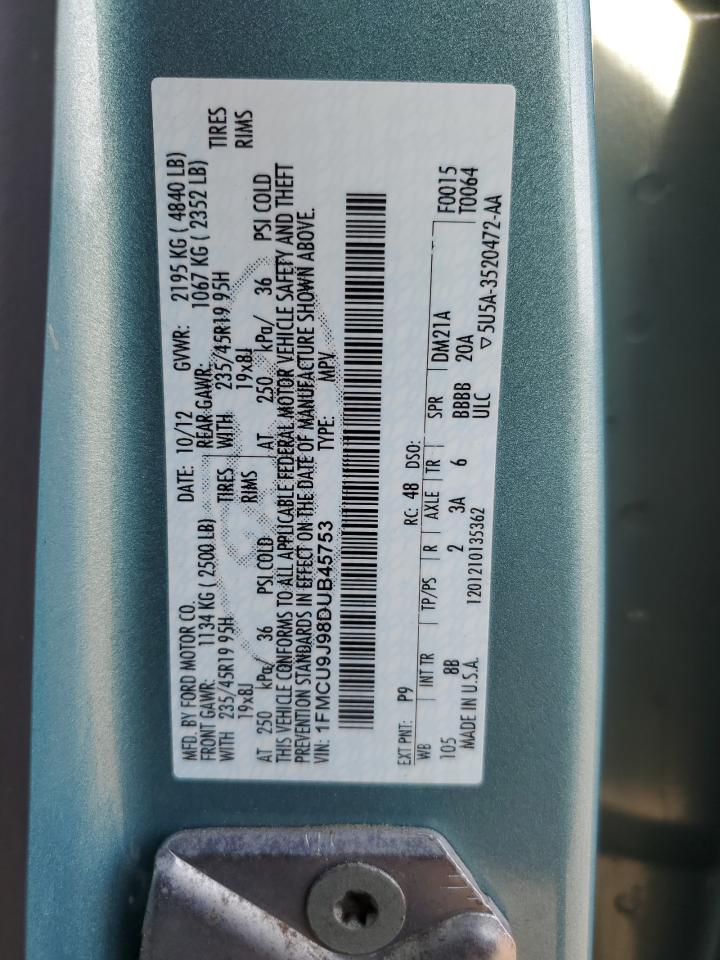 MFD. BY FORD MOTOR CO.
DATE: 10/12 GVWR: 2195 KG ( 4840 LB)
FRONT GAWR: 1134 KG ( 2500 LB) REAR GAWR: 1067 KG ( 2352 LB)
WITH 235/45R19 95H TIRES WITH 235/45R19 95H TIRES
19x8J RIMS 19x8J RIMS
AT 250 kPa/ 36 PSI COLD AT 250 kPa/ 36 PSI COLD
THIS VEHICLE CONFORMS TO ALL APPLICABLE FEDERAL MOTOR VEHICLE SAFETY AND THEFT
PREVENTION STANDARDS IN EFFECT ON THE DATE OF MANUFACTURE SHOWN ABOVE.
VIN: 1FMCU9J98DUB45753 TYPE: MPV
EXT PNT: P9 RC: 48 DSO:
WB INT TR TP/PS R AXLE TR SPR DM21A F0015
105 8B 2 3A 6 BBBB 20A T0064
MADE IN U.S.A. 1201210135362 ULC ▽5U5A-3520472-AA